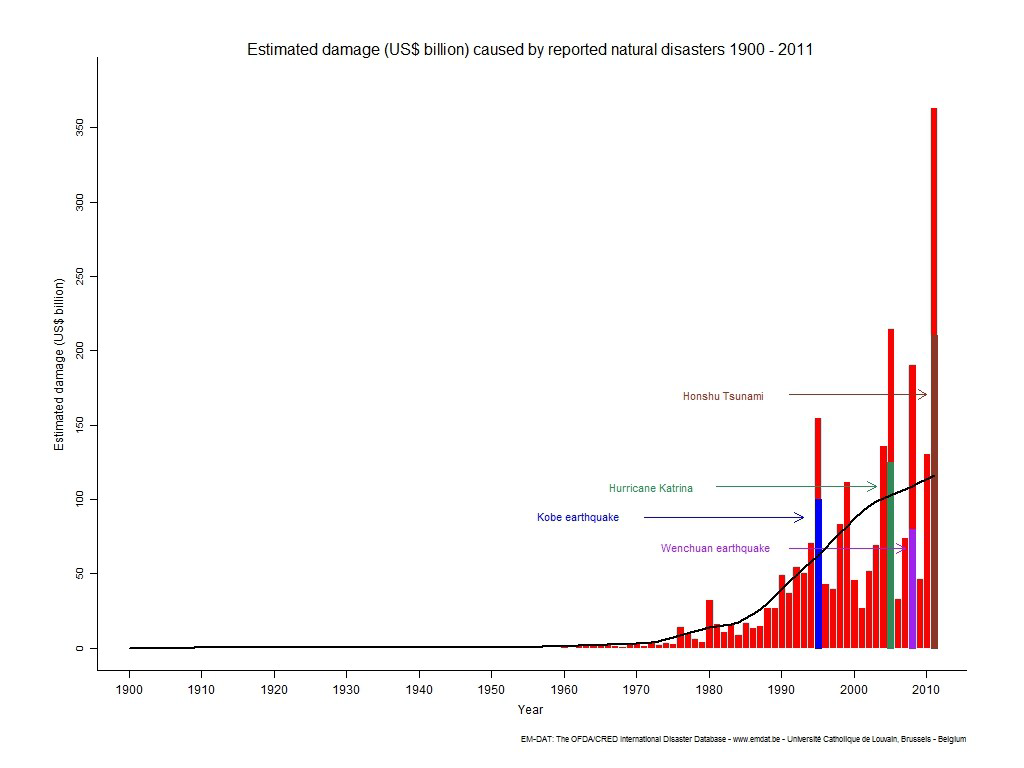 Estimated damage (US$ billion) caused by reported natural disasters 1900 - 2011
Estimated damage (US$ billion)
350
300
250
200
150
100
50
0
Honshu Tsunami
Hurricane Katrina
Kobe earthquake
Wenchuan earthquake
1900 1910 1920 1930 1940 1950 1960 1970 1980 1990 2000 2010
Year
EM-DAT: The OFDA/CRED International Disaster Database - www.emdat.be - Université Catholique de Louvain, Brussels - Belgium